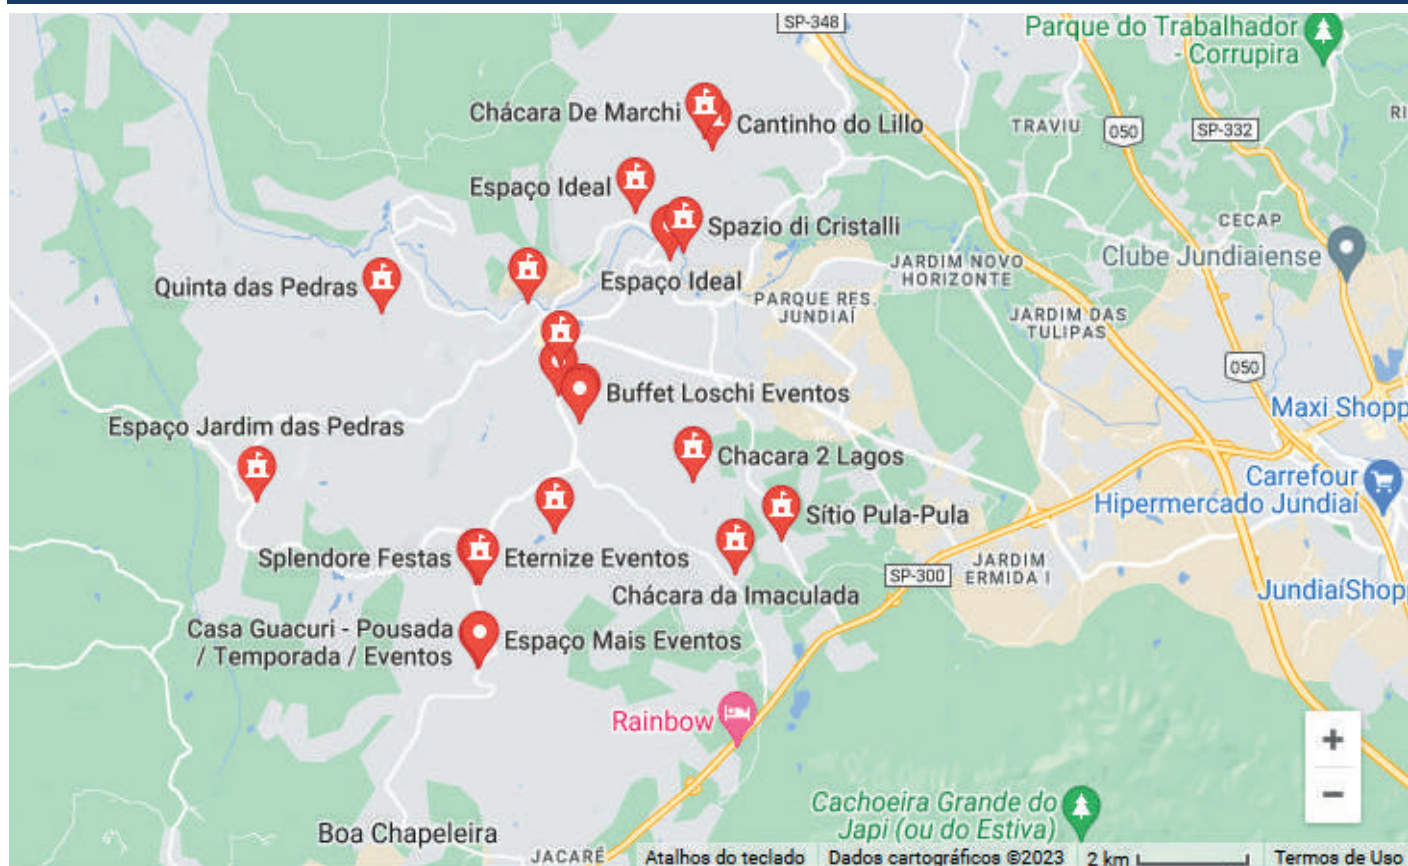 SP-348
Parque do Trabalhador
- Corrupira
Chácara De Marchi
Cantinho do Lillo
TRAVIU
050
SP-332
RI
Espaço Ideal
CECAP
Spazio di Cristalli
Clube Jundiaiense
JARDIM NOVO
HORIZONTE
Quinta das Pedras
Espaço Ideal
PARQUE RES.
JUNDIAÍ
JARDIM DAS
TULIPAS
050
Buffet Loschi Eventos
Maxi Shopp
Espaço Jardim das Pedras
Chacara 2 Lagos
Carrefour
Hipermercado Jundiaí
Sítio Pula-Pula
Splendore Festas
Eternize Eventos
SP-300
JARDIM
ERMIDA I
Chácara da Imaculada
JundiaíShopp
Casa Guacuri - Pousada
/ Temporada / Eventos
Espaço Mais Eventos
Rainbow
+
−
Cachoeira Grande do
Japi (ou do Estiva)
Boa Chapeleira
JACARÉ
Atalhos do teclado
Dados cartográficos ©2023
2 km
Termos de Uso